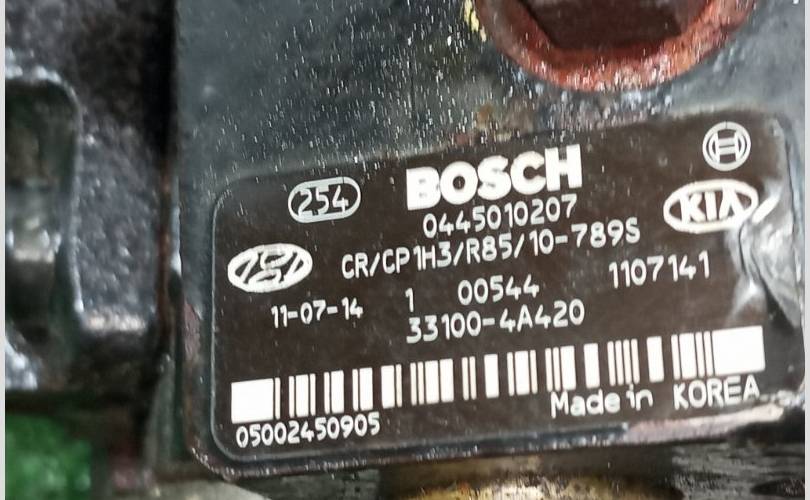 254 BOSCH
0445010207 KIA
CR/CP1H3/R85/10-789S
11-07-14 1 00544 1107141
33100-4A420
05002450905 Made in KOREA